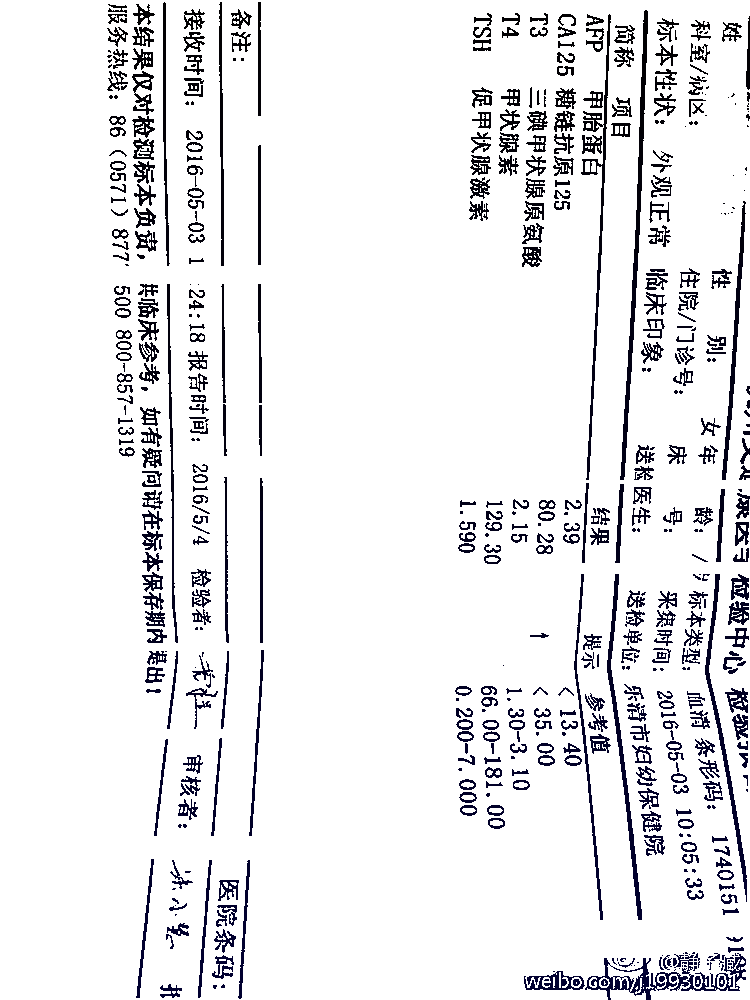 检验中心 检验报
姓 性 别: 女 年 龄: 标本类型: 血清 条形码: 1740151
科室/病区: 住院/门诊号: 床 号: 采集时间: 2016-05-03 10:05:33
标本性状: 外观正常 临床印象: 送检医生: 送检单位: 乐清市妇幼保健院
简称 项目 结果 提示 参考值
AFP 甲胎蛋白 2.39 < 13.40
CA125 糖链抗原125 80.28 ↑ < 35.00
T3 三碘甲状腺原氨酸 2.15 1.30-3.10
T4 甲状腺素 129.30 66.00-181.00
TSH 促甲状腺激素 1.590 0.200-7.000
备注: 医院条码:
接收时间: 2016-05-03 1 24:18 报告时间: 2016/5/4 检验者: 审核者:
本结果仅对检测标本负责, 供临床参考, 如有疑问请在标本保存期内提出!
服务热线: 86 (0571) 877 500 800-857-1319
weibo.com/j19930101